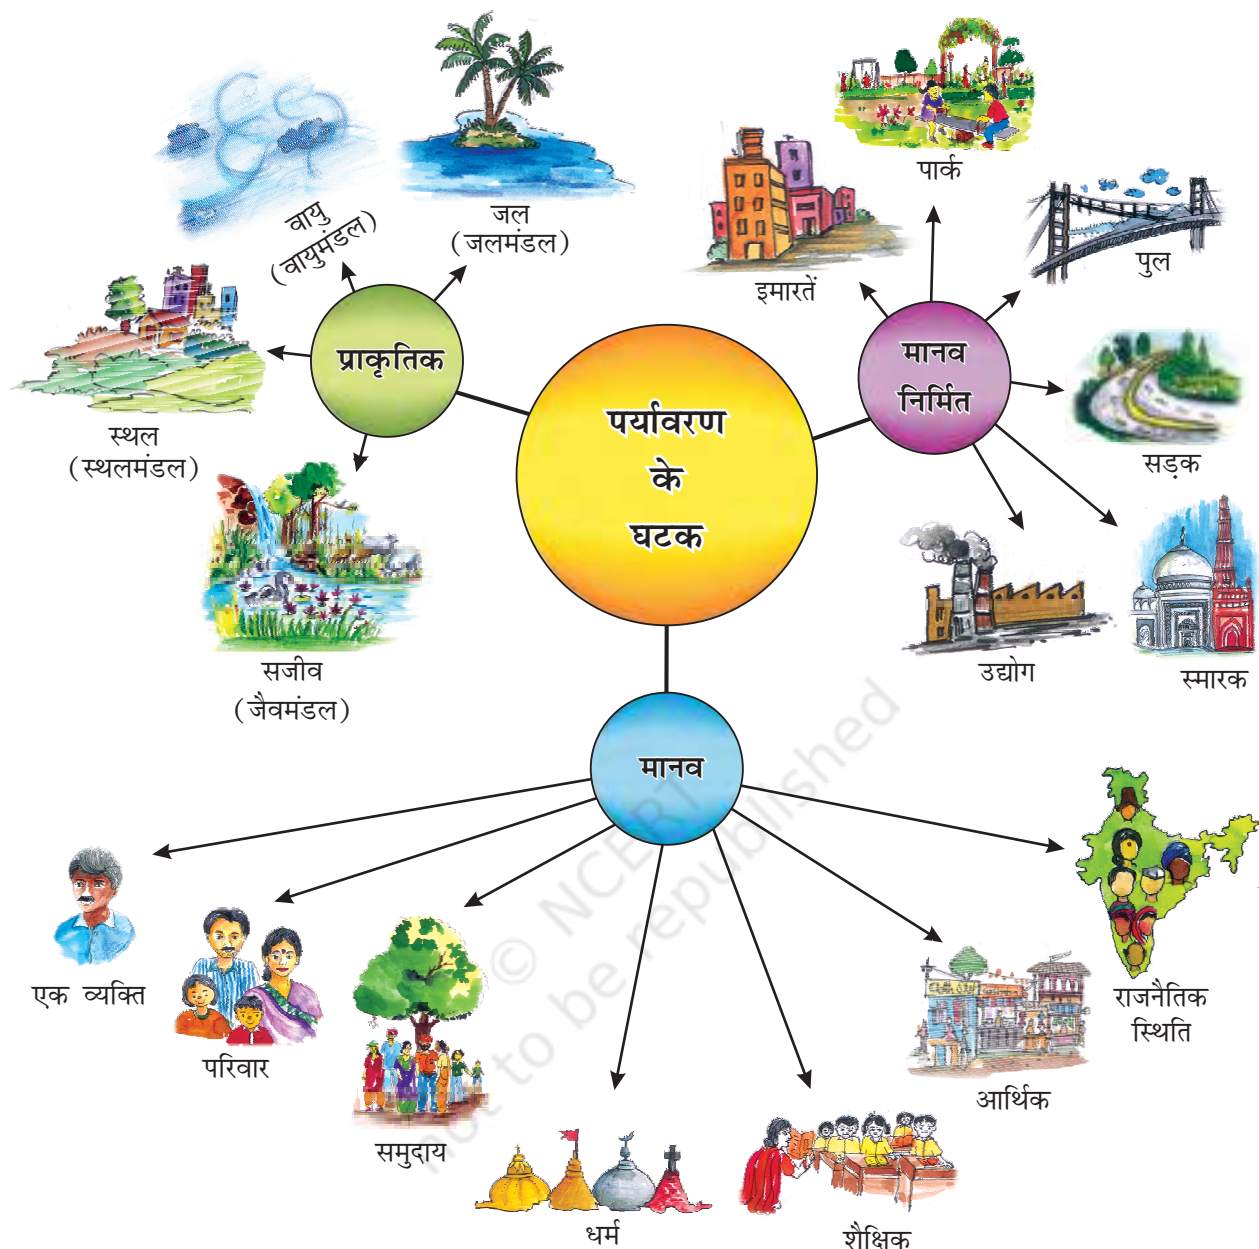 पर्यावरण
के
घटक
प्राकृतिक
वायु
(वायुमंडल)
जल
(जलमंडल)
स्थल
(स्थलमंडल)
सजीव
(जैवमंडल)
मानव
निर्मित
इमारतें
पार्क
पुल
सड़क
स्मारक
उद्योग
मानव
एक व्यक्ति
परिवार
समुदाय
धर्म
शैक्षिक
आर्थिक
राजनैतिक
स्थिति
© NCERT
not to be republished